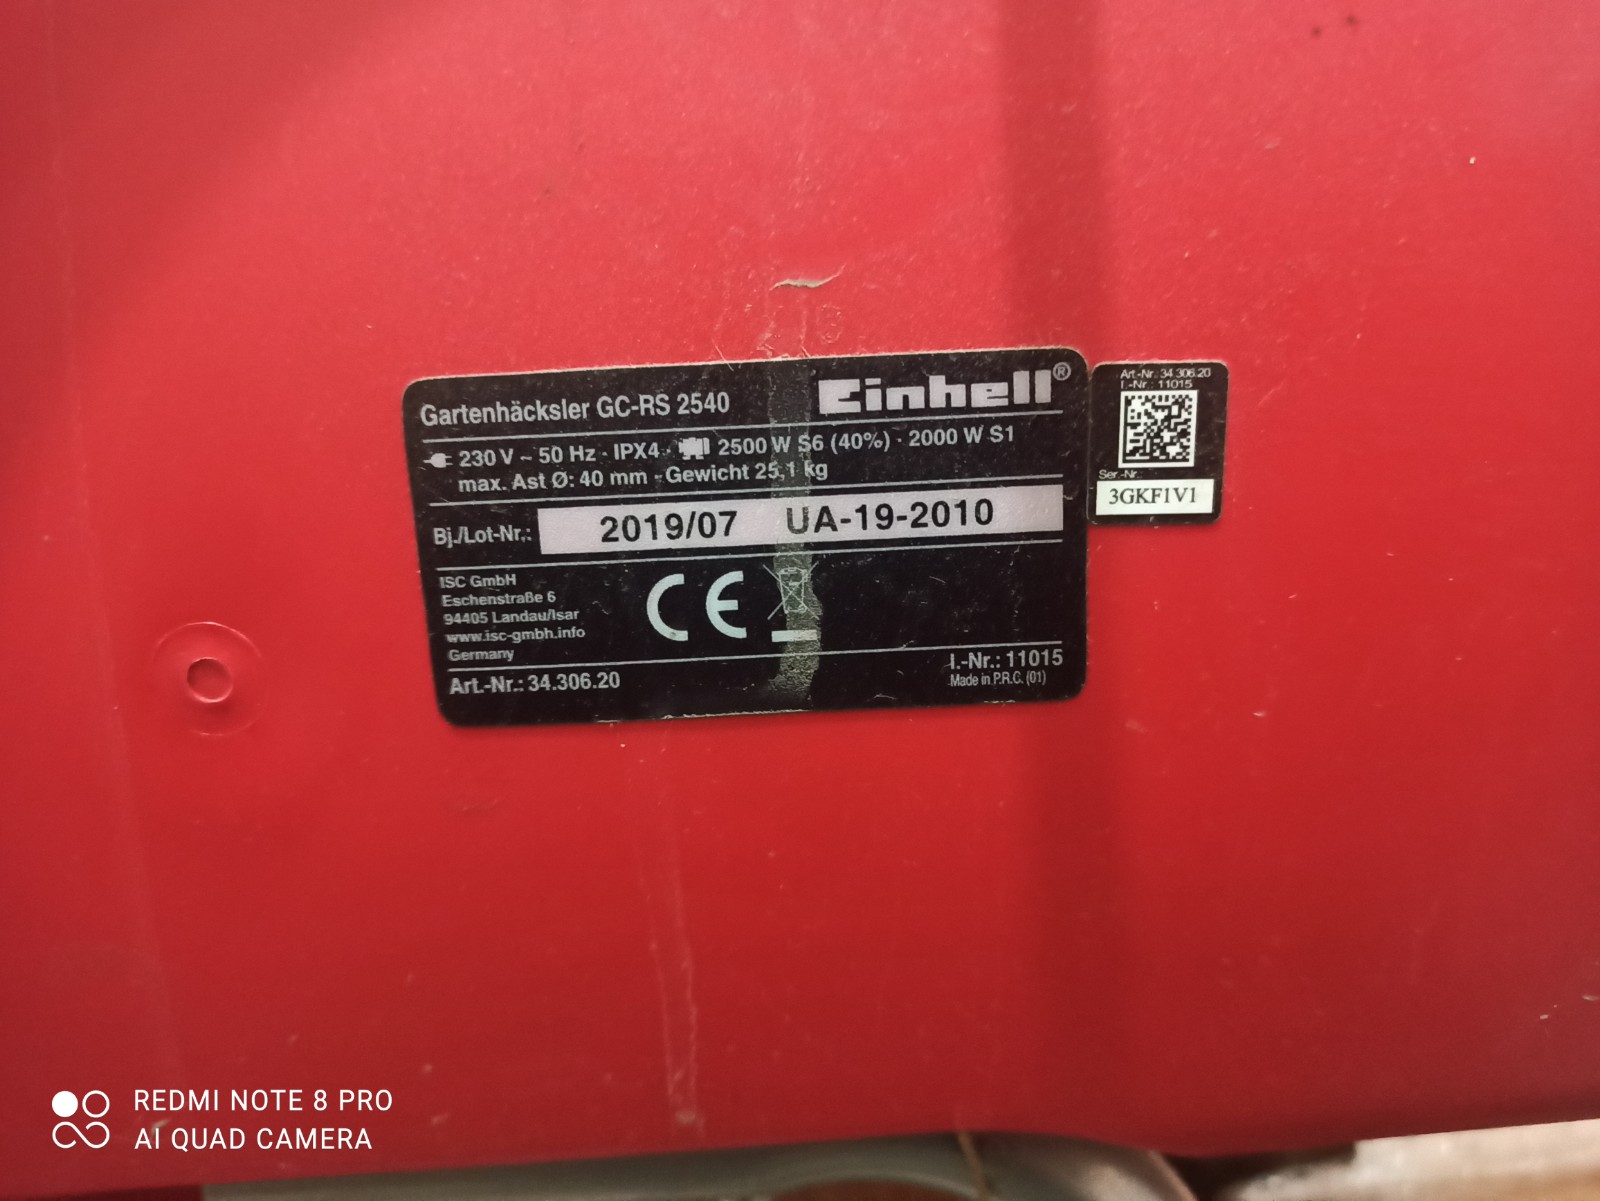 Gartenhäcksler GC-RS 2540
Einhell®
230 V ~ 50 Hz · IPX4 · 2500 W S6 (40%) · 2000 W S1
max. Ast Ø: 40 mm - Gewicht 25,1 kg
Bj./Lot-Nr.: 2019/07 UA-19-2010
ISC GmbH
Eschenstraße 6
94405 Landau/Isar
www.isc-gmbh.info
Germany
CE
Art.-Nr.: 34.306.20
I.-Nr.: 11015
Made in P.R.C. (01)
Art.-Nr.: 34.306.20
I.-Nr.: 11015
Ser.-Nr.:
3GKF1V1
REDMI NOTE 8 PRO
AI QUAD CAMERA